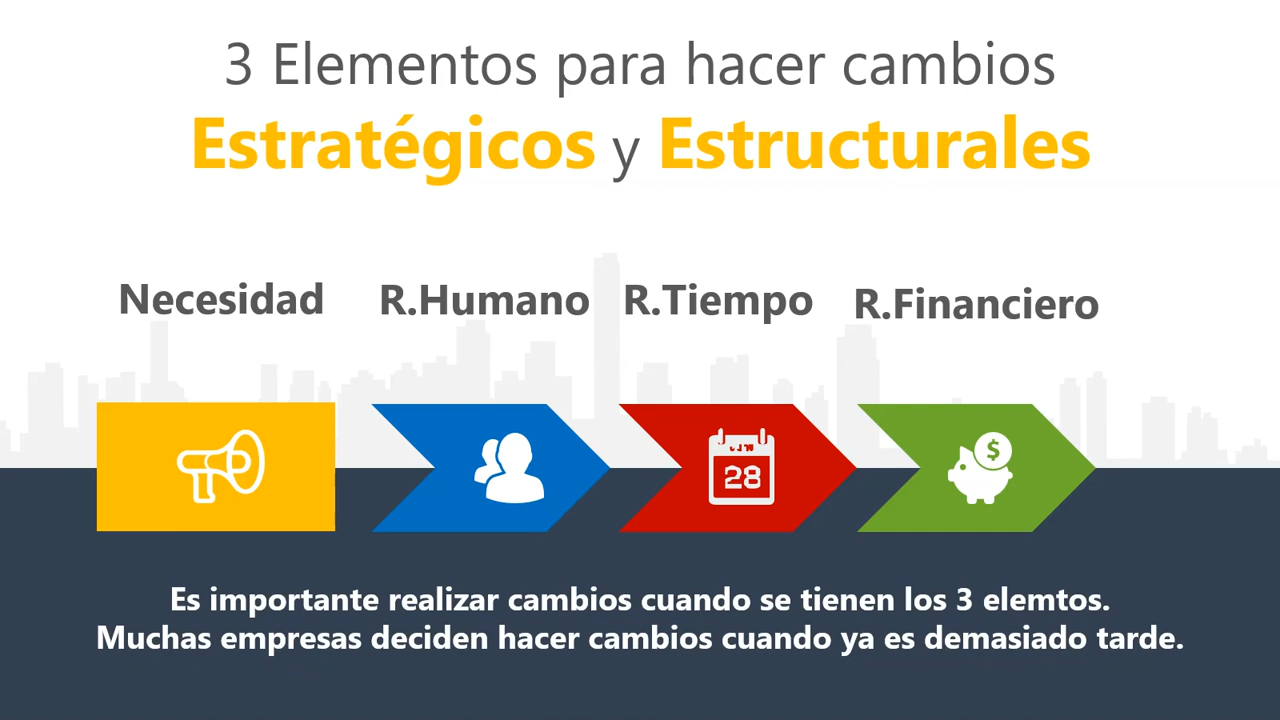 3 Elementos para hacer cambios
Estratégicos y Estructurales
Necesidad R.Humano R.Tiempo R.Financiero
28 $
Es importante realizar cambios cuando se tienen los 3 elemtos.
Muchas empresas deciden hacer cambios cuando ya es demasiado tarde.